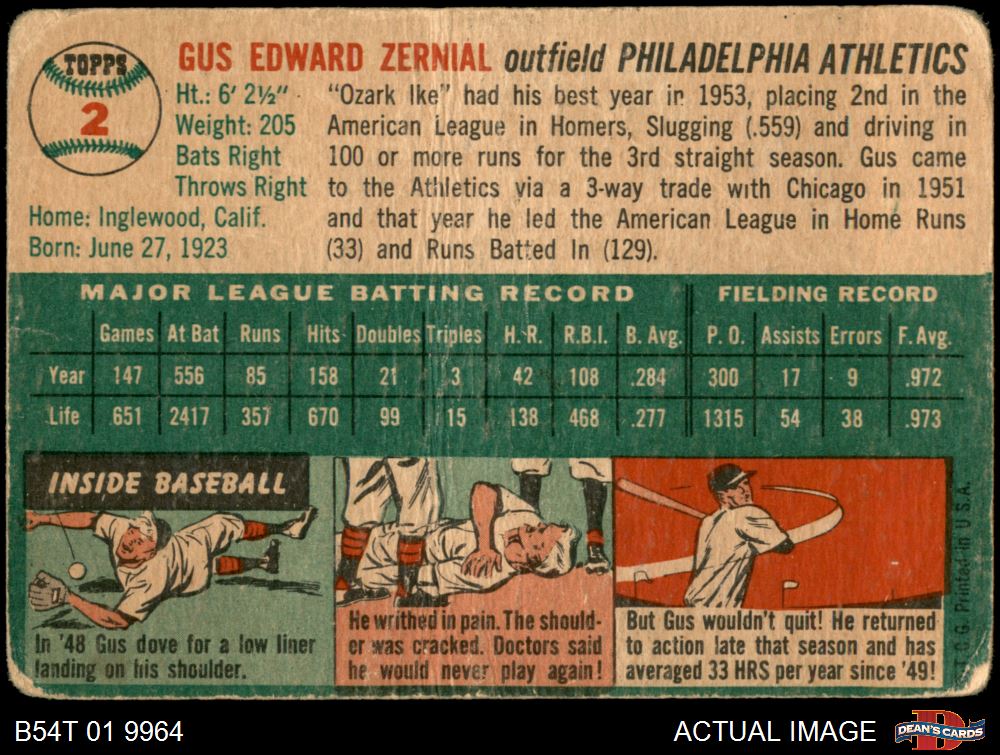 TOPPS
2
GUS EDWARD ZERNIAL outfield PHILADELPHIA ATHLETICS
Ht.: 6' 2½"
Weight: 205
Bats Right
Throws Right
Home: Inglewood, Calif.
Born: June 27, 1923
"Ozark Ike" had his best year in 1953, placing 2nd in the
American League in Homers, Slugging (.559) and driving in
100 or more runs for the 3rd straight season. Gus came
to the Athletics via a 3-way trade with Chicago in 1951
and that year he led the American League in Home Runs
(33) and Runs Batted In (129).
MAJOR LEAGUE BATTING RECORD FIELDING RECORD
Games At Bat Runs Hits Doubles Triples H.R. R.B.I. B. Avg. P. O. Assists Errors F. Avg.
Year 147 556 85 158 21 3 42 108 .284 300 17 9 .972
Life 651 2417 357 670 99 15 138 468 .277 1315 54 38 .973
INSIDE BASEBALL
In '48 Gus dove for a low liner
landing on his shoulder.
He writhed in pain. The should-
er was cracked. Doctors said
he would never play again!
But Gus wouldn't quit! He returned
to action late that season and has
averaged 33 HRS per year since '49!
T. C. G. Printed in U.S.A.
B54T 01 9964
ACTUAL IMAGE
DEAN'S CARDS